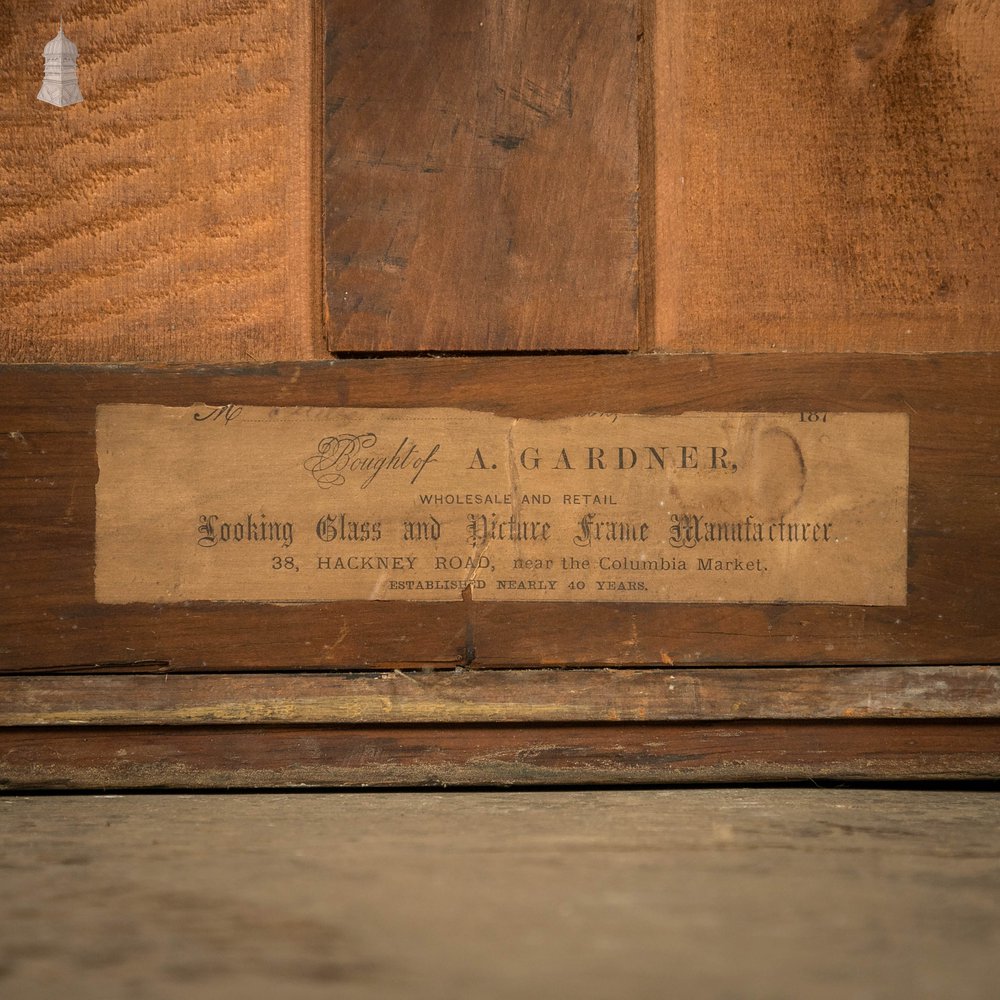 M 187
Bought of A. GARDNER,
WHOLESALE AND RETAIL
Looking Glass and Picture Frame Manufacturer.
38, HACKNEY ROAD, near the Columbia Market.
ESTABLISHED NEARLY 40 YEARS.